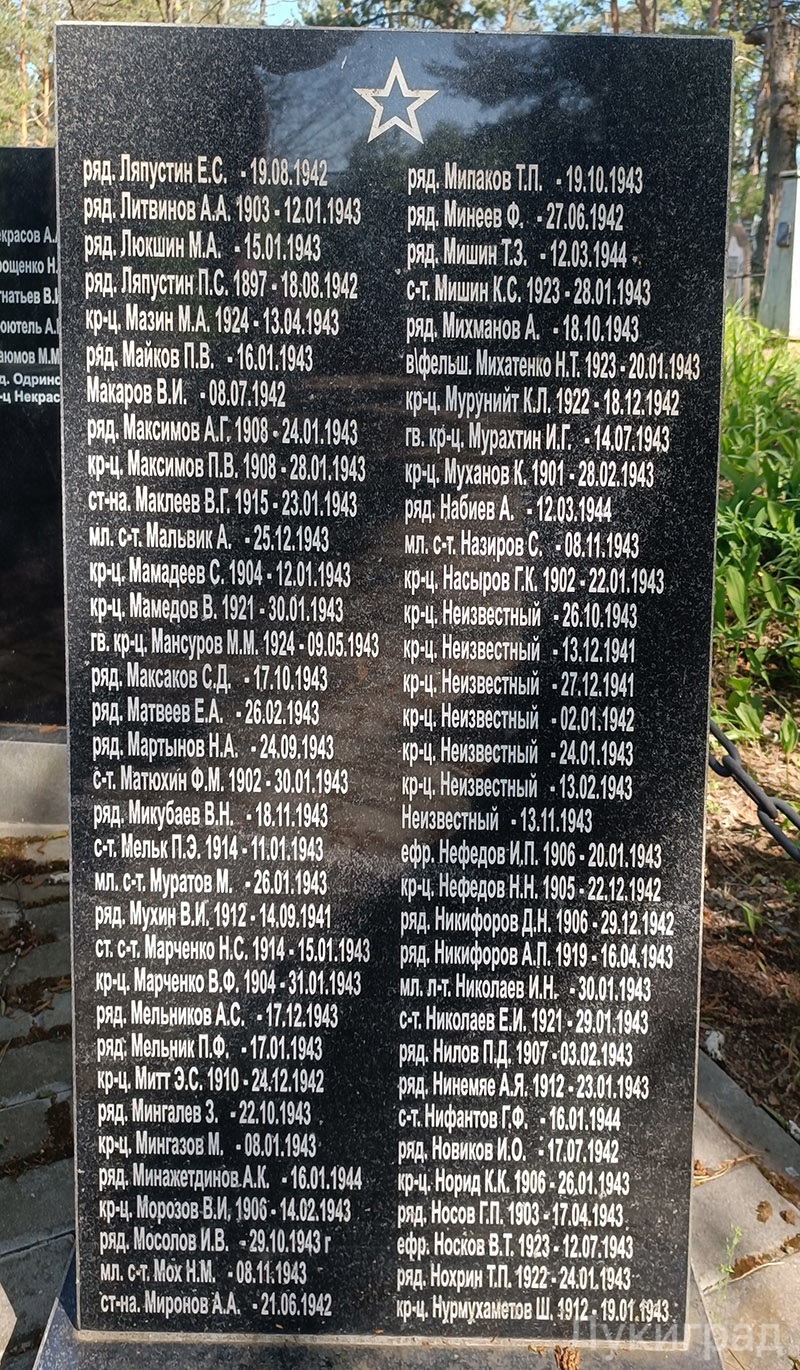 ряд. Ляпустин Е.С. - 19.08.1942
ряд. Литвинов А.А. 1903 - 12.01.1943
ряд. Люкшин М.А. - 15.01.1943
ряд. Ляпустин П.С. 1897 - 18.08.1942
кр-ц. Мазин М.А. 1924 - 13.04.1943
ряд. Майков П.В. - 16.01.1943
Макаров В.И. - 08.07.1942
ряд. Максимов А.Г. 1908 - 24.01.1943
кр-ц. Максимов П.В. 1908 - 28.01.1943
ст-на. Маклеев В.Г. 1915 - 23.01.1943
мл. с-т. Мальвик А. - 25.12.1943
кр-ц. Мамадеев С. 1904 - 12.01.1943
кр-ц. Мамедов В. 1921 - 30.01.1943
гв. кр-ц. Мансуров М.М. 1924 - 09.05.1943
ряд. Максаков С.Д. - 17.10.1943
ряд. Матвеев Е.А. - 26.02.1943
ряд. Мартынов Н.А. - 24.09.1943
с-т. Матюхин Ф.М. 1902 - 30.01.1943
ряд. Микубаев В.Н. - 18.11.1943
с-т. Мельк П.Э. 1914 - 11.01.1943
мл. с-т. Муратов М. - 26.01.1943
ряд. Мухин В.И. 1912 - 14.09.1941
ст. с-т. Марченко Н.С. 1914 - 15.01.1943
кр-ц. Марченко В.Ф. 1904 - 31.01.1943
ряд. Мельников А.С. - 17.12.1943
ряд. Мельник П.Ф. - 17.01.1943
кр-ц. Митт Э.С. 1910 - 24.12.1942
ряд. Мингалев З. - 22.10.1943
кр-ц. Мингазов М. - 08.01.1943
ряд. Минажетдинов А.К. - 16.01.1944
кр-ц. Морозов В.И, 1906 - 14.02.1943
ряд. Мосолов И.В. - 29.10.1943 г
мл. с-т. Мох Н.М. - 08.11.1943
ст-на. Миронов А.А. - 21.06.1942
ряд. Мипаков Т.П. - 19.10.1943
ряд. Минеев Ф. - 27.06.1942
ряд. Мишин Т.З. - 12.03.1944
с-т. Мишин К.С. 1923 - 28.01.1943
ряд. Михманов А. - 18.10.1943
в\фельш. Михатенко Н.Т. 1923 - 20.01.1943
кр-ц. Мурунийт К.Л. 1922 - 18.12.1942
гв. кр-ц. Мурахтин И.Г. - 14.07.1943
кр-ц. Муханов К. 1901 - 28.02.1943
ряд. Набиев А. - 12.03.1944
мл. с-т. Назиров С. - 08.11.1943
кр-ц. Насыров Г.К. 1902 - 22.01.1943
кр-ц. Неизвестный - 26.10.1943
кр-ц. Неизвестный - 13.12.1941
кр-ц. Неизвестный - 27.12.1941
кр-ц. Неизвестный - 02.01.1942
кр-ц. Неизвестный - 24.01.1943
кр-ц. Неизвестный - 13.02.1943
Неизвестный - 13.11.1943
ефр. Нефедов И,П. 1906 - 20.01.1943
кр-ц. Нефедов Н.Н. 1905 - 22.12.1942
ряд. Никифоров Д.Н. 1906 - 29.12.1942
ряд. Никифоров А.П. 1919 - 16.04.1943
мл. л-т. Николаев И.Н. - 30.01.1943
с-т. Николаев Е.И. 1921 - 29.01.1943
ряд. Нилов П.Д. 1907 - 03.02.1943
ряд. Нинемяе А.Я. 1912 - 23.01.1943
с-т. Нифантов Г.Ф. - 16.01.1944
ряд. Новиков И.О. - 17.07.1942
кр-ц. Норид К.К. 1906 - 26.01.1943
ряд. Носов Г.П. 1903 - 17.04.1943
ефр. Носков В.Т. 1923 - 12.07.1943
ряд. Нохрин Т.П. 1922 - 24.01.1943
кр-ц. Нурмухаметов Ш. 1912 - 19.01.1943
Лукиград